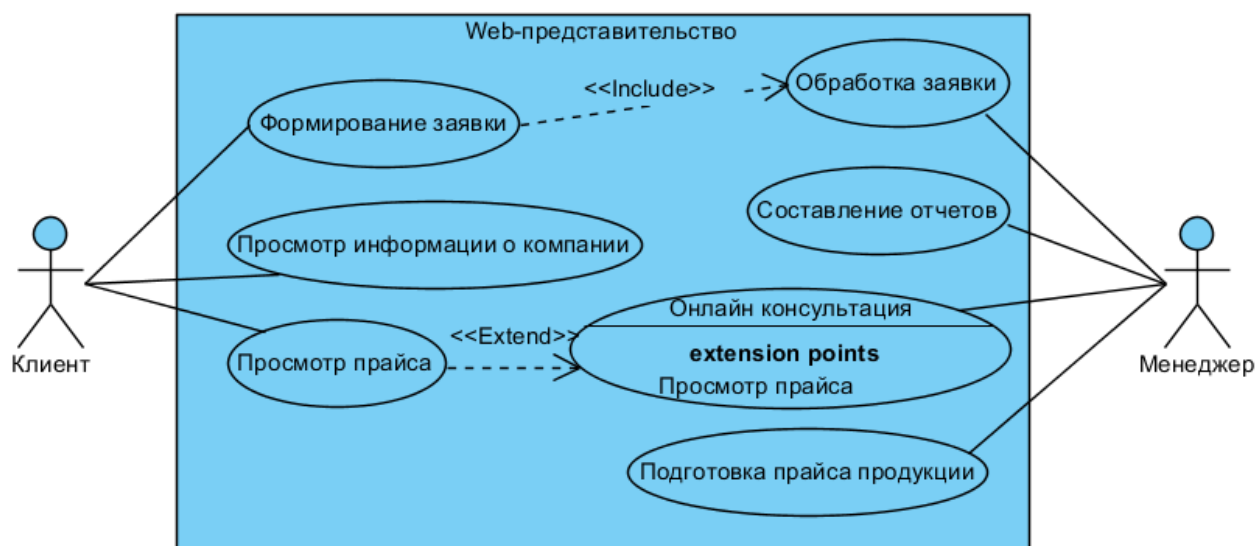 Web-представительство
<<Include>>
Обработка заявки
Формирование заявки
Составление отчетов
Просмотр информации о компании
Онлайн консультация
<<Extend>>
extension points
Просмотр прайса
Просмотр прайса
Клиент
Менеджер
Подготовка прайса продукции